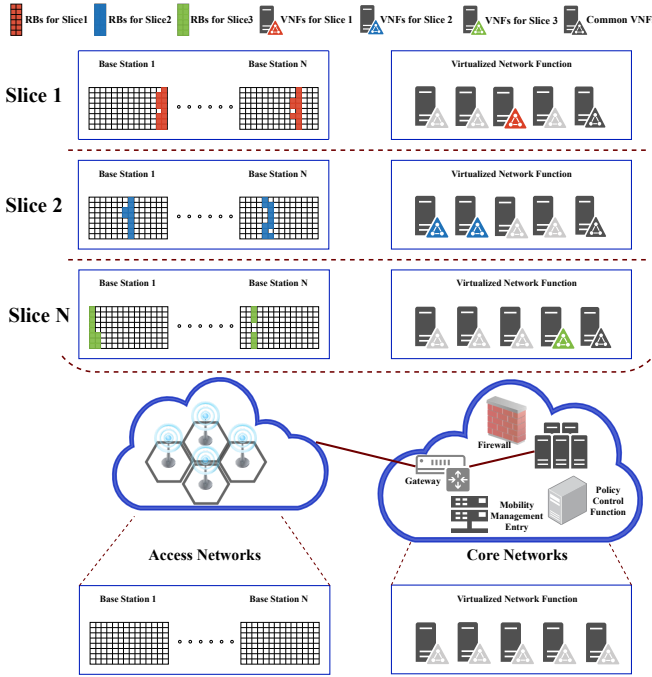 RBs for Slice1 RBs for Slice2 RBs for Slice3 VNFs for Slice 1 VNFs for Slice 2 VNFs for Slice 3 Common VNF
Base Station 1 Base Station N Virtualized Network Function
Slice 1
Base Station 1 Base Station N Virtualized Network Function
Slice 2
Base Station 1 Base Station N Virtualized Network Function
Slice N
Firewall
Gateway
Mobility
Management
Entry
Policy
Control
Function
Access Networks Core Networks
Base Station 1 Base Station N Virtualized Network Function